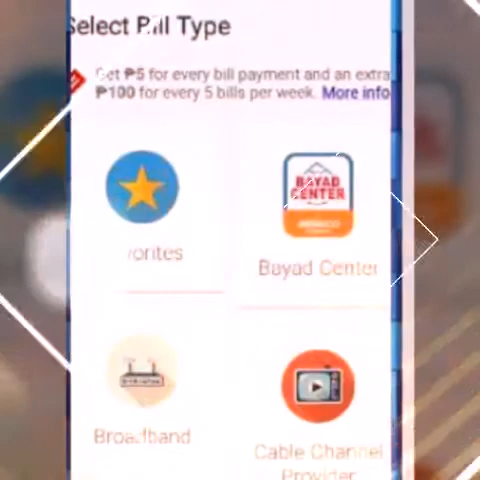 Select Bill Type
Get ₱5 for every bill payment and an extra
₱100 for every 5 bills per week. More info
vorites
BAYAD
CENTER
Bayad Center
Broadband
Cable Channel
Provider